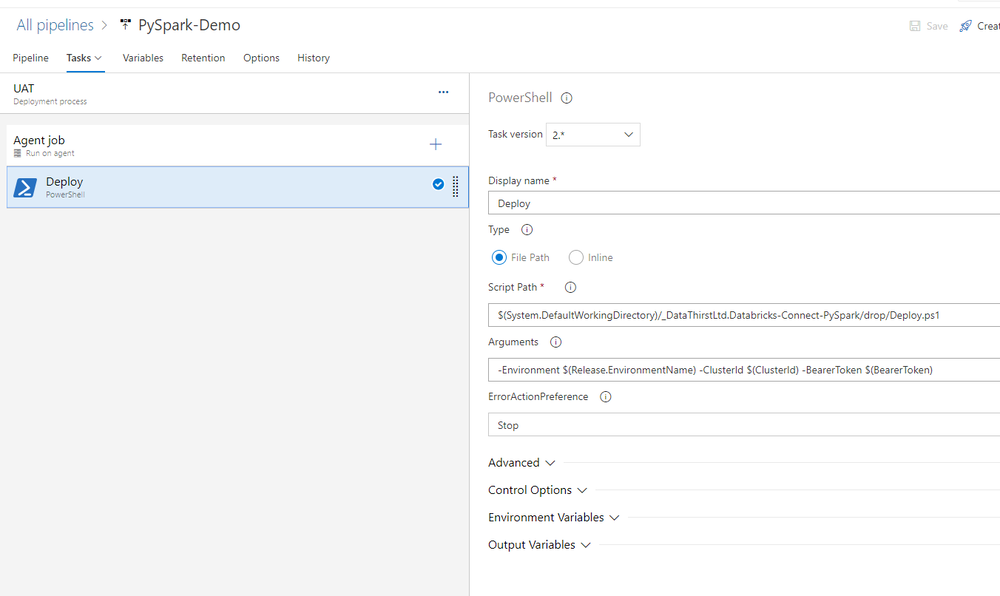 All pipelines > PySpark-Demo
Save Creat
Pipeline Tasks Variables Retention Options History
UAT
Deployment process
...
Agent job
Run on agent
Deploy
PowerShell
PowerShell
Task version 2.*
Display name *
Deploy
Type
File Path Inline
Script Path *
$(System.DefaultWorkingDirectory)/_DataThirstLtd.Databricks-Connect-PySpark/drop/Deploy.ps1
Arguments
-Environment $(Release.EnvironmentName) -ClusterId $(ClusterId) -BearerToken $(BearerToken)
ErrorActionPreference
Stop
Advanced
Control Options
Environment Variables
Output Variables